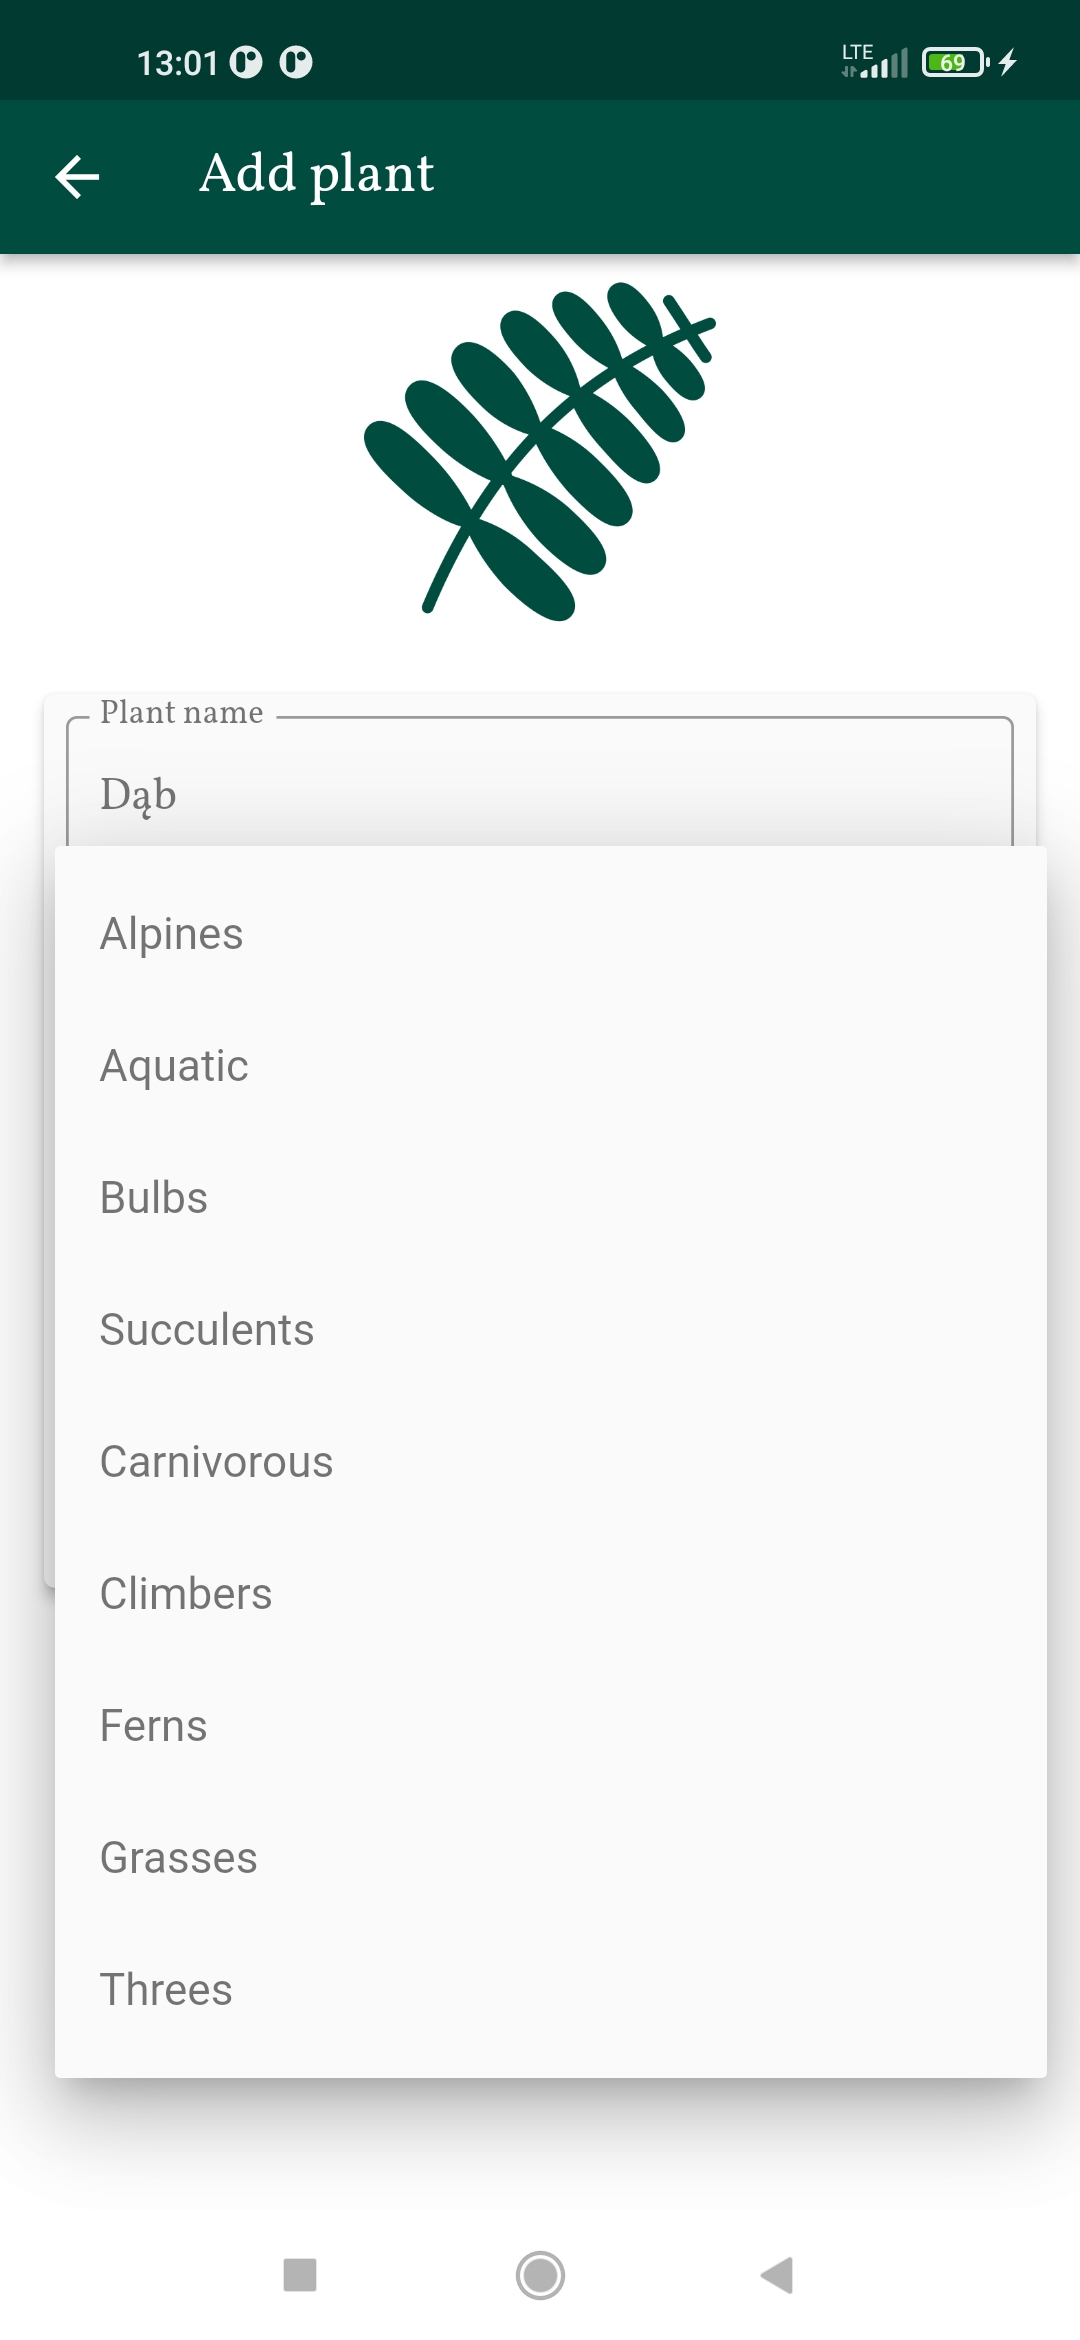 13:01
LTE
69
Add plant
Plant name
Dąb
Alpines
Aquatic
Bulbs
Succulents
Carnivorous
Climbers
Ferns
Grasses
Threes